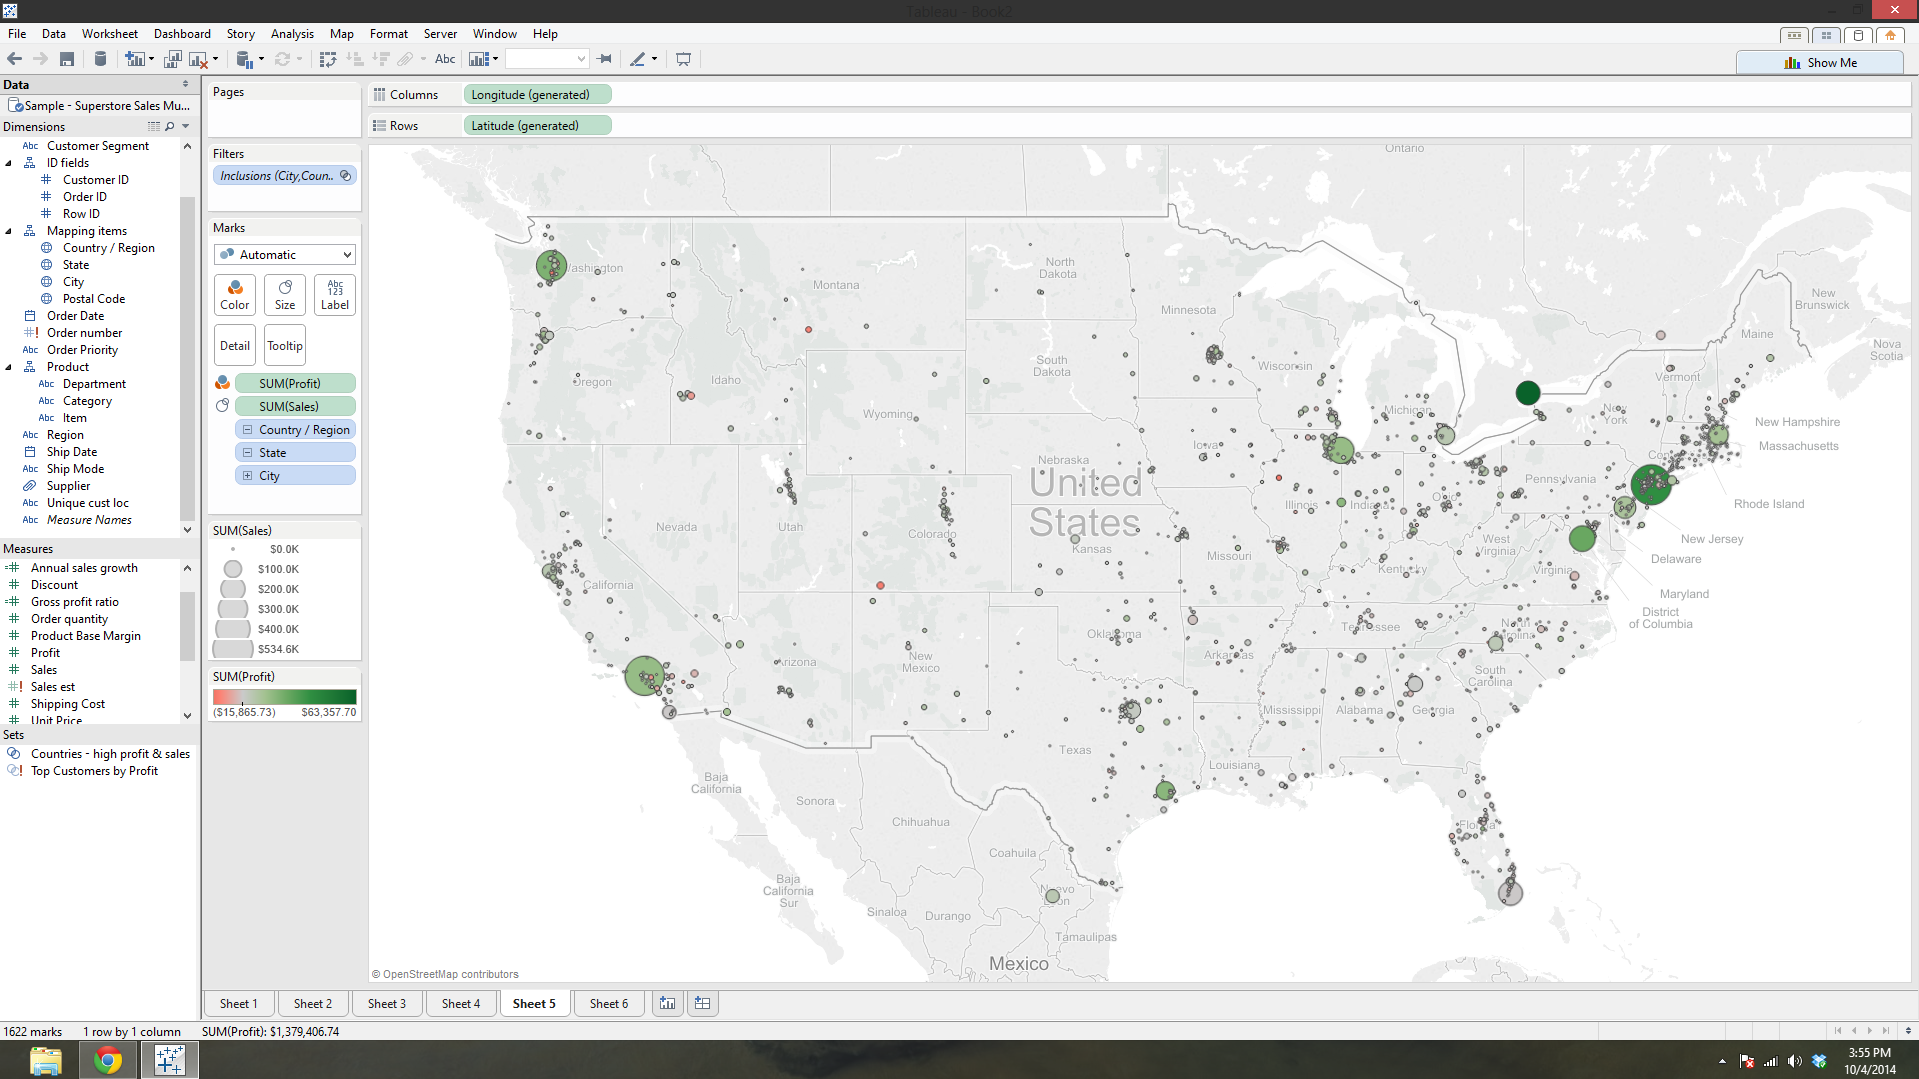 Tableau - Book2
File Data Worksheet Dashboard Story Analysis Map Format Server Window Help
Abc
Show Me
Data
Sample - Superstore Sales Mu...
Dimensions
Abc Customer Segment
ID fields
Customer ID
Order ID
Row ID
Mapping items
Country / Region
State
City
Postal Code
Order Date
Order number
Abc Order Priority
Product
Abc Department
Abc Category
Abc Item
Abc Region
Ship Date
Abc Ship Mode
Supplier
Abc Unique cust loc
Abc Measure Names
Measures
Annual sales growth
Discount
Gross profit ratio
Order quantity
Product Base Margin
Profit
Sales
Sales est
Shipping Cost
Unit Price
Sets
Countries - high profit & sales
Top Customers by Profit
Pages
Filters
Inclusions (City,Coun..
Marks
Automatic
Color Size Abc 123 Label
Detail Tooltip
SUM(Profit)
SUM(Sales)
Country / Region
State
City
SUM(Sales)
$0.0K
$100.0K
$200.0K
$300.0K
$400.0K
$534.6K
SUM(Profit)
($15,865.73) $63,357.70
Columns Longitude (generated)
Rows Latitude (generated)
Ontario
Washington
Montana
North Dakota
Minnesota
New Brunswick
Maine
Nova Scotia
Oregon
Idaho
South Dakota
Wisconsin
Vermont
Wyoming
Michigan
New York
New Hampshire
Massachusetts
Iowa
Nebraska
United States
Pennsylvania
Rhode Island
Nevada
Utah
Colorado
Kansas
Illinois
Indiana
Ohio
West Virginia
New Jersey
Delaware
California
Missouri
Kentucky
Virginia
Maryland
District of Columbia
Arizona
New Mexico
Oklahoma
Arkansas
Tennessee
North Carolina
South Carolina
Texas
Mississippi
Alabama
Georgia
Louisiana
Baja California
Sonora
Chihuahua
Florida
Coahuila
Baja California Sur
Nuevo Leon
Sinaloa
Durango
Tamaulipas
Mexico
© OpenStreetMap contributors
Sheet 1 Sheet 2 Sheet 3 Sheet 4 Sheet 5 Sheet 6
1622 marks 1 row by 1 column SUM(Profit): $1,379,406.74
3:55 PM
10/4/2014